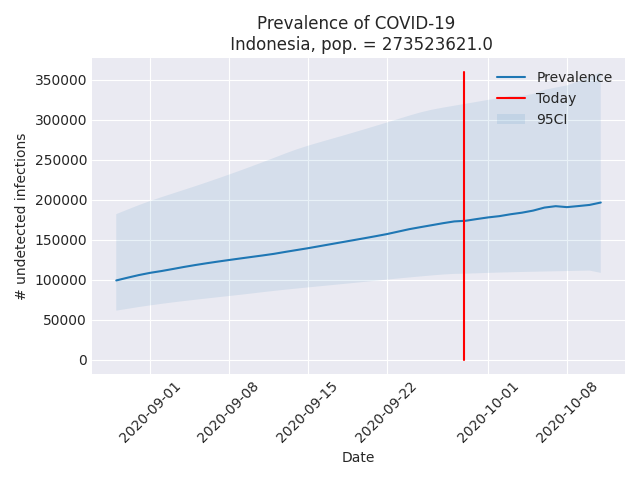 Prevalence of COVID-19
Indonesia, pop. = 273523621.0
Prevalence
Today
95CI
# undetected infections
350000
300000
250000
200000
150000
100000
50000
0
2020-09-01
2020-09-08
2020-09-15
2020-09-22
2020-10-01
2020-10-08
Date